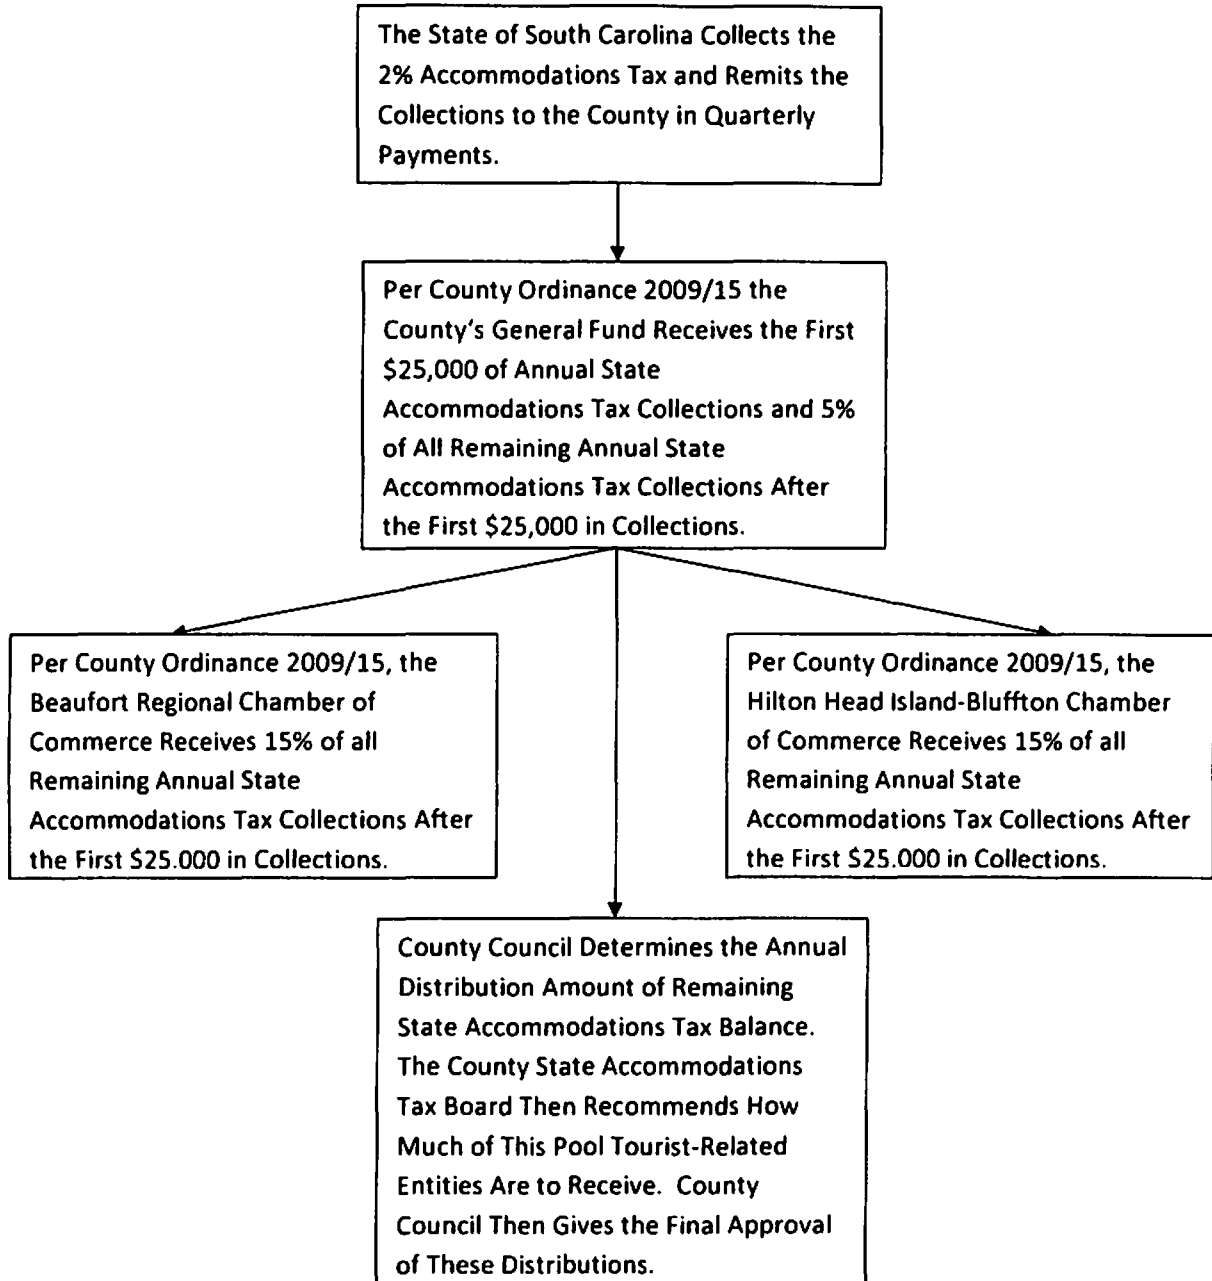 The State of South Carolina Collects the
2% Accommodations Tax and Remits the
Collections to the County in Quarterly
Payments.
Per County Ordinance 2009/15 the
County's General Fund Receives the First
$25,000 of Annual State
Accommodations Tax Collections and 5%
of All Remaining Annual State
Accommodations Tax Collections After
the First $25,000 in Collections.
Per County Ordinance 2009/15, the
Beaufort Regional Chamber of
Commerce Receives 15% of all
Remaining Annual State
Accommodations Tax Collections After
the First $25.000 in Collections.
Per County Ordinance 2009/15, the
Hilton Head Island-Bluffton Chamber
of Commerce Receives 15% of all
Remaining Annual State
Accommodations Tax Collections After
the First $25.000 in Collections.
County Council Determines the Annual
Distribution Amount of Remaining
State Accommodations Tax Balance.
The County State Accommodations
Tax Board Then Recommends How
Much of This Pool Tourist-Related
Entities Are to Receive.  County
Council Then Gives the Final Approval
of These Distributions.